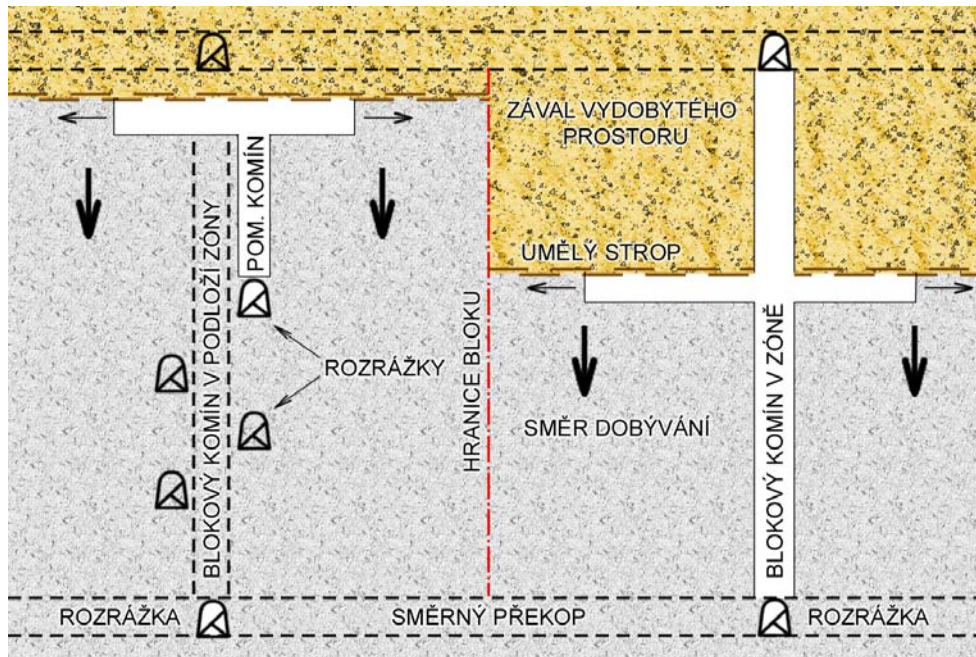 ZÁVAL VYDOBYTÉHO
PROSTORU
UMĚLÝ STROP
POM. KOMÍN
BLOKOVÝ KOMÍN V PODLOŽÍ ZÓNY
ROZRÁŽKY
HRANICE BLOKU
SMĚR DOBÝVÁNÍ
BLOKOVÝ KOMÍN V ZÓNĚ
ROZRÁŽKA
SMĚRNÝ PŘEKOP
ROZRÁŽKA